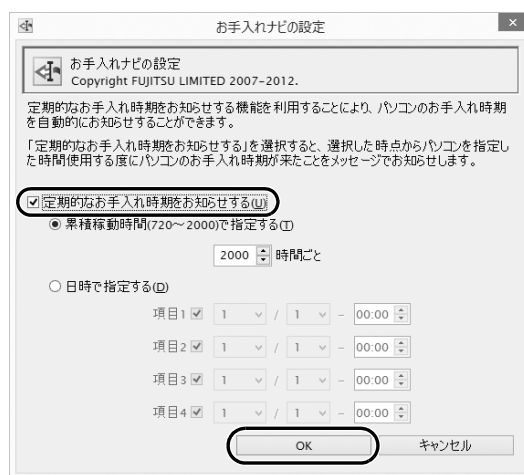 お手入れナビの設定
×
お手入れナビの設定
Copyright FUJITSU LIMITED 2007-2012.
定期的なお手入れ時期をお知らせする機能を利用することにより、パソコンのお手入れ時期
を自動的にお知らせすることができます。
「定期的なお手入れ時期をお知らせする」を選択すると、選択した時点からパソコンを指定し
た時間使用する度にパソコンのお手入れ時期が来たことをメッセージでお知らせします。
定期的なお手入れ時期をお知らせする(U)
累積稼動時間(720～2000)で指定する(T)
2000 時間ごと
日時で指定する(D)
項目1 1 / 1 - 00:00
項目2 1 / 1 - 00:00
項目3 1 / 1 - 00:00
項目4 1 / 1 - 00:00
OK キャンセル